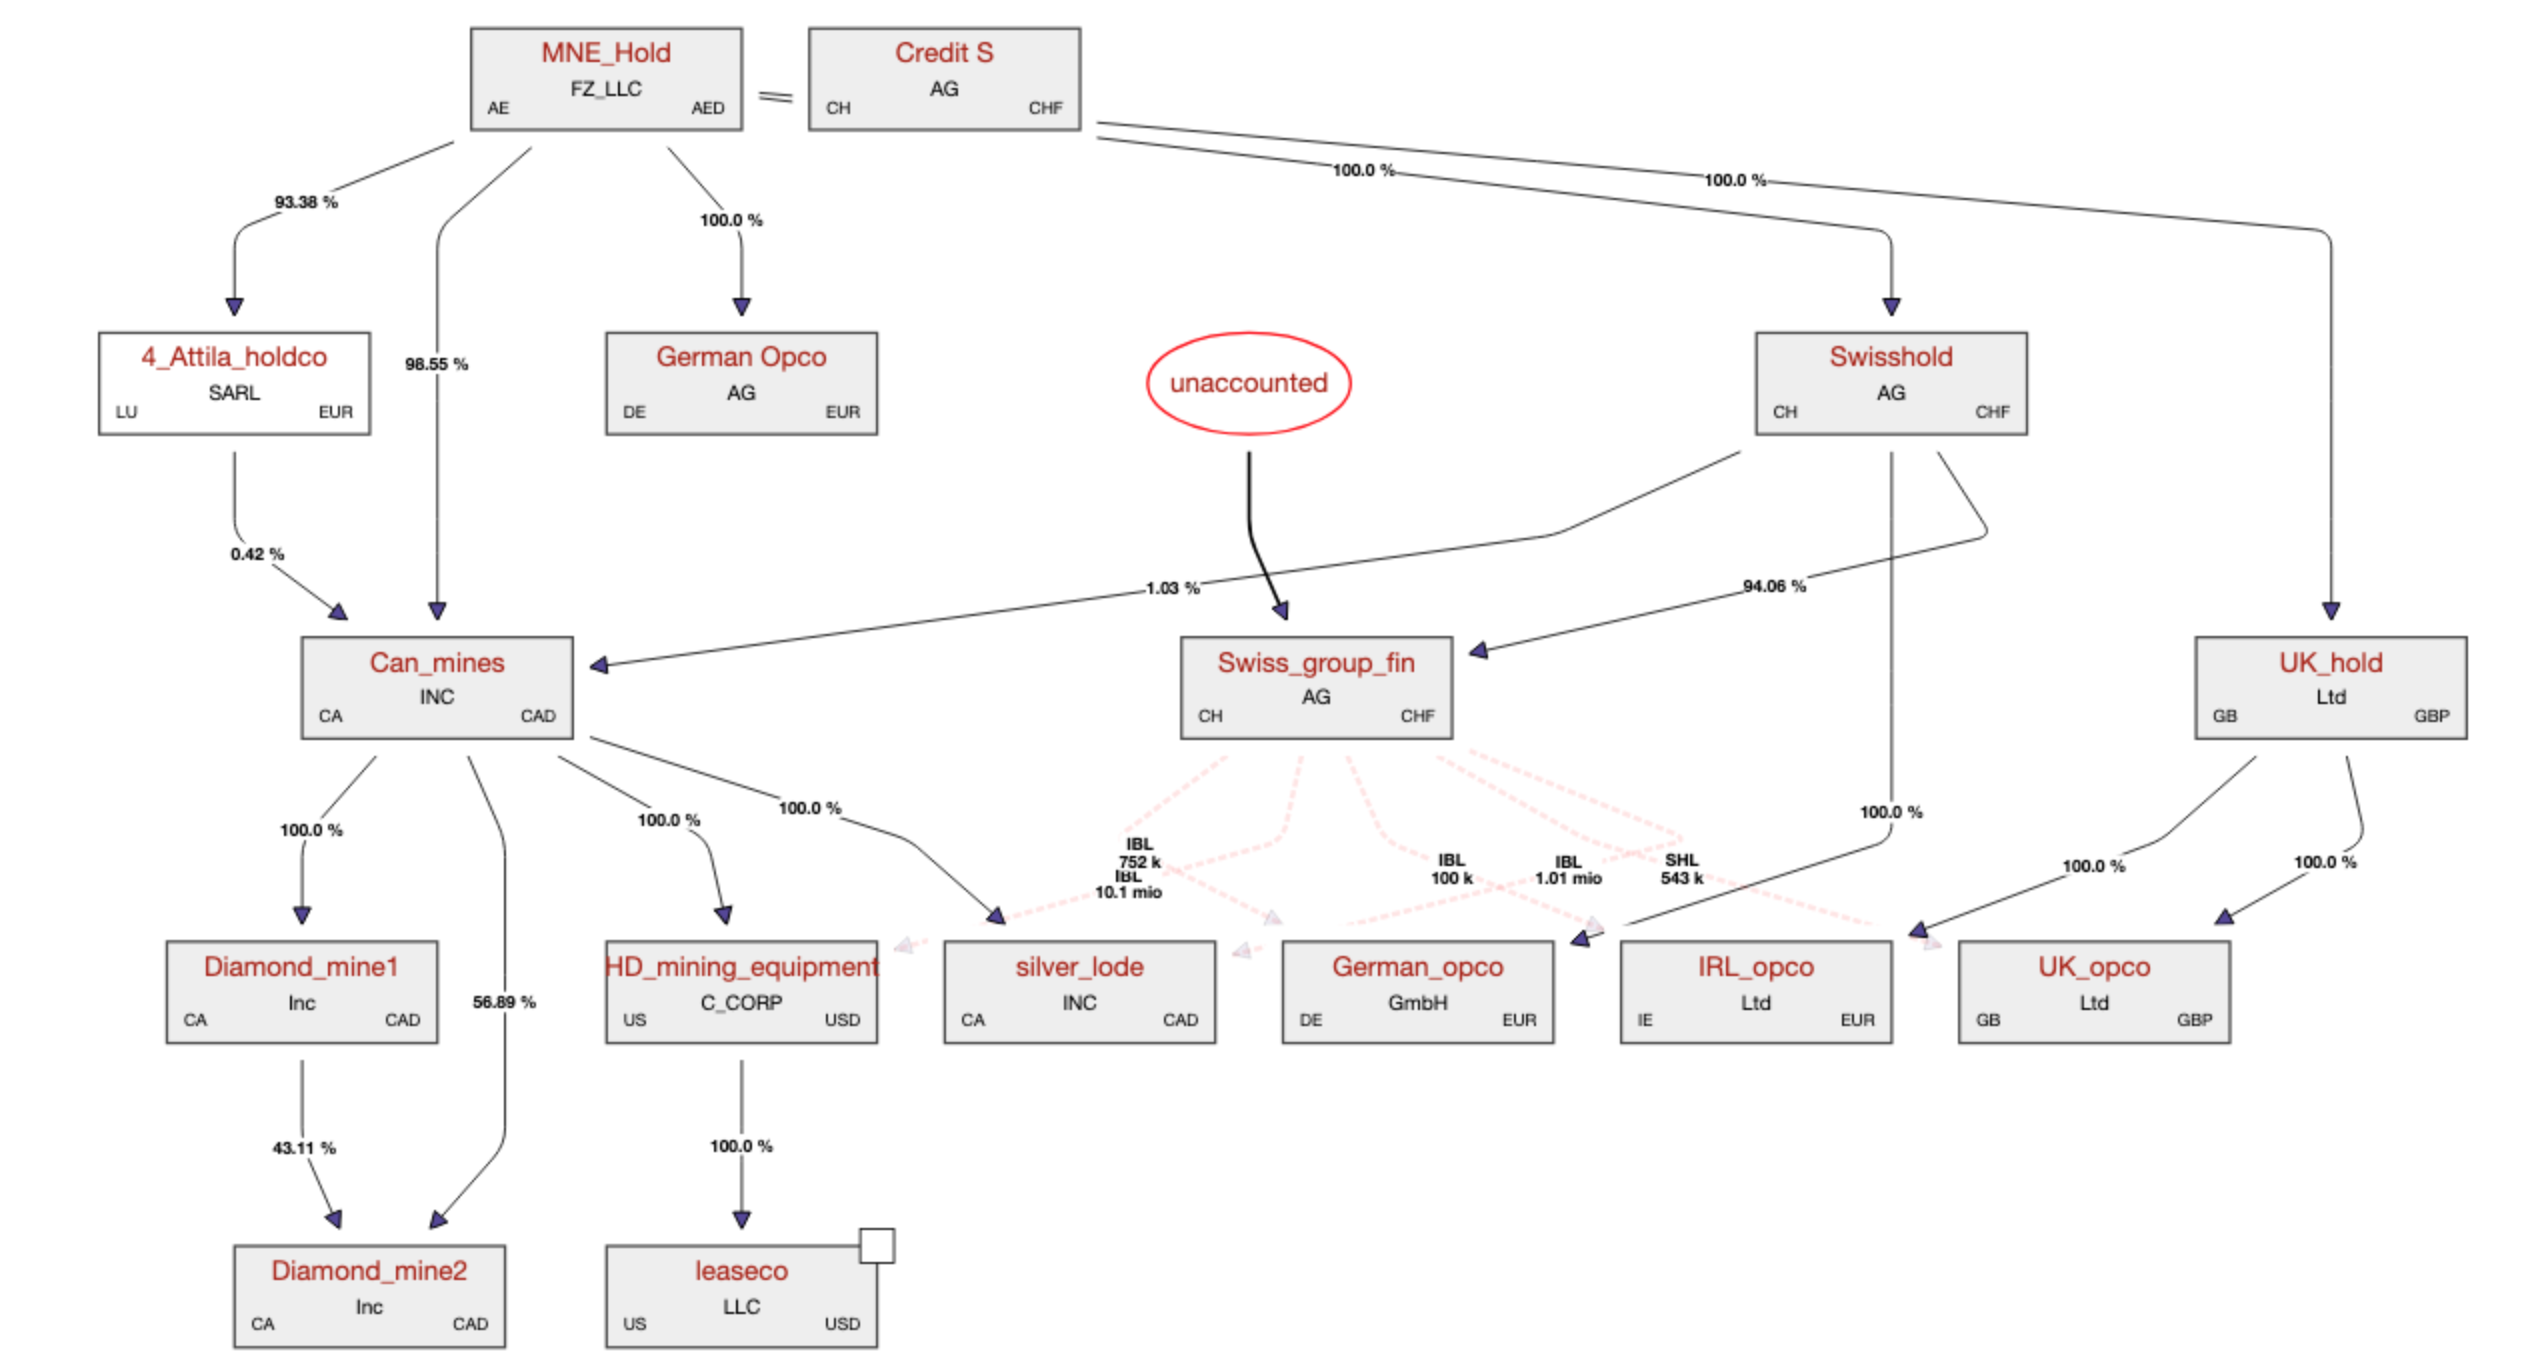 MNE_Hold
FZ_LLC
AE AED
Credit S
AG
CH CHF
100.0 %
100.0 %
93.38 %
100.0 %
98.55 %
4_Attila_holdco
SARL
LU EUR
German Opco
AG
DE EUR
unaccounted
Swisshold
AG
CH CHF
0.42 %
1.03 %
94.06 %
Can_mines
INC
CA CAD
Swiss_group_fin
AG
CH CHF
UK_hold
Ltd
GB GBP
100.0 %
100.0 %
100.0 %
100.0 %
IBL
752 k
IBL
10.1 mio
IBL
100 k
IBL
1.01 mio
SHL
543 k
100.0 %
100.0 %
Diamond_mine1
Inc
CA CAD
56.89 %
HD_mining_equipment
C_CORP
US USD
silver_lode
INC
CA CAD
German_opco
GmbH
DE EUR
IRL_opco
Ltd
IE EUR
UK_opco
Ltd
GB GBP
43.11 %
100.0 %
Diamond_mine2
Inc
CA CAD
leaseco
LLC
US USD